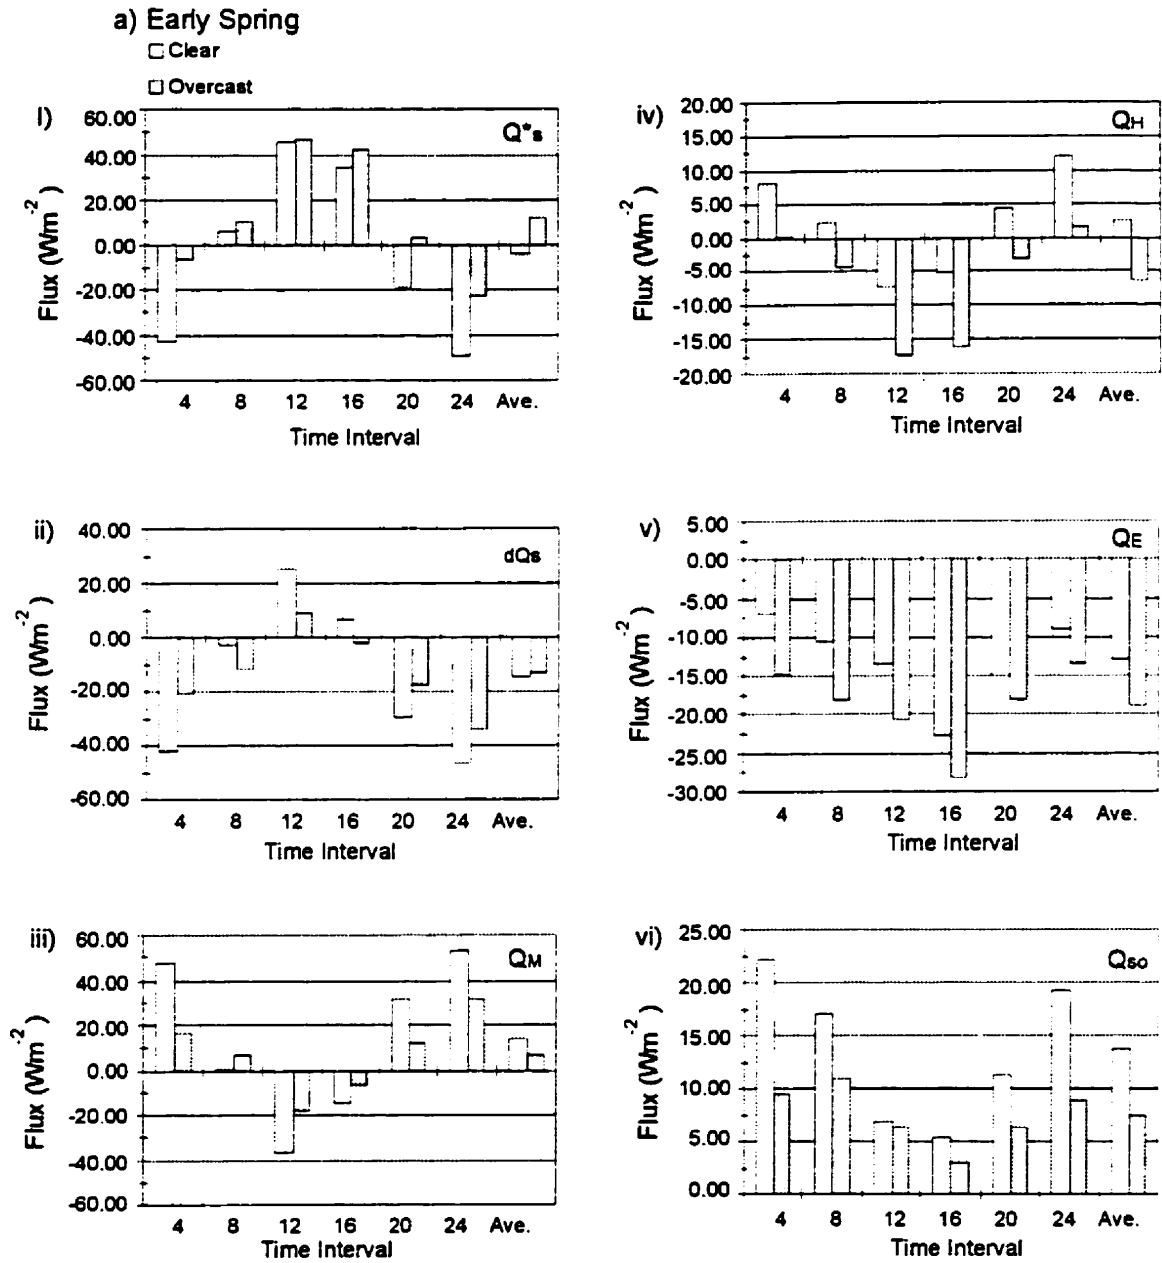 a) Early Spring
Clear
Overcast
i)
Q*s
60.00
40.00
20.00
0.00
-20.00
-40.00
-60.00
Flux (Wm-2)
4 8 12 16 20 24 Ave.
Time Interval
iv)
QH
20.00
15.00
10.00
5.00
0.00
-5.00
-10.00
-15.00
-20.00
Flux (Wm-2)
4 8 12 16 20 24 Ave.
Time Interval
ii)
dQs
40.00
20.00
0.00
-20.00
-40.00
-60.00
Flux (Wm-2)
4 8 12 16 20 24 Ave.
Time Interval
v)
QE
5.00
0.00
-5.00
-10.00
-15.00
-20.00
-25.00
-30.00
Flux (Wm-2)
4 8 12 16 20 24 Ave.
Time Interval
iii)
QM
60.00
40.00
20.00
0.00
-20.00
-40.00
-60.00
Flux (Wm-2)
4 8 12 16 20 24 Ave.
Time Interval
vi)
Qso
25.00
20.00
15.00
10.00
5.00
0.00
Flux (Wm-2)
4 8 12 16 20 24 Ave.
Time Interval